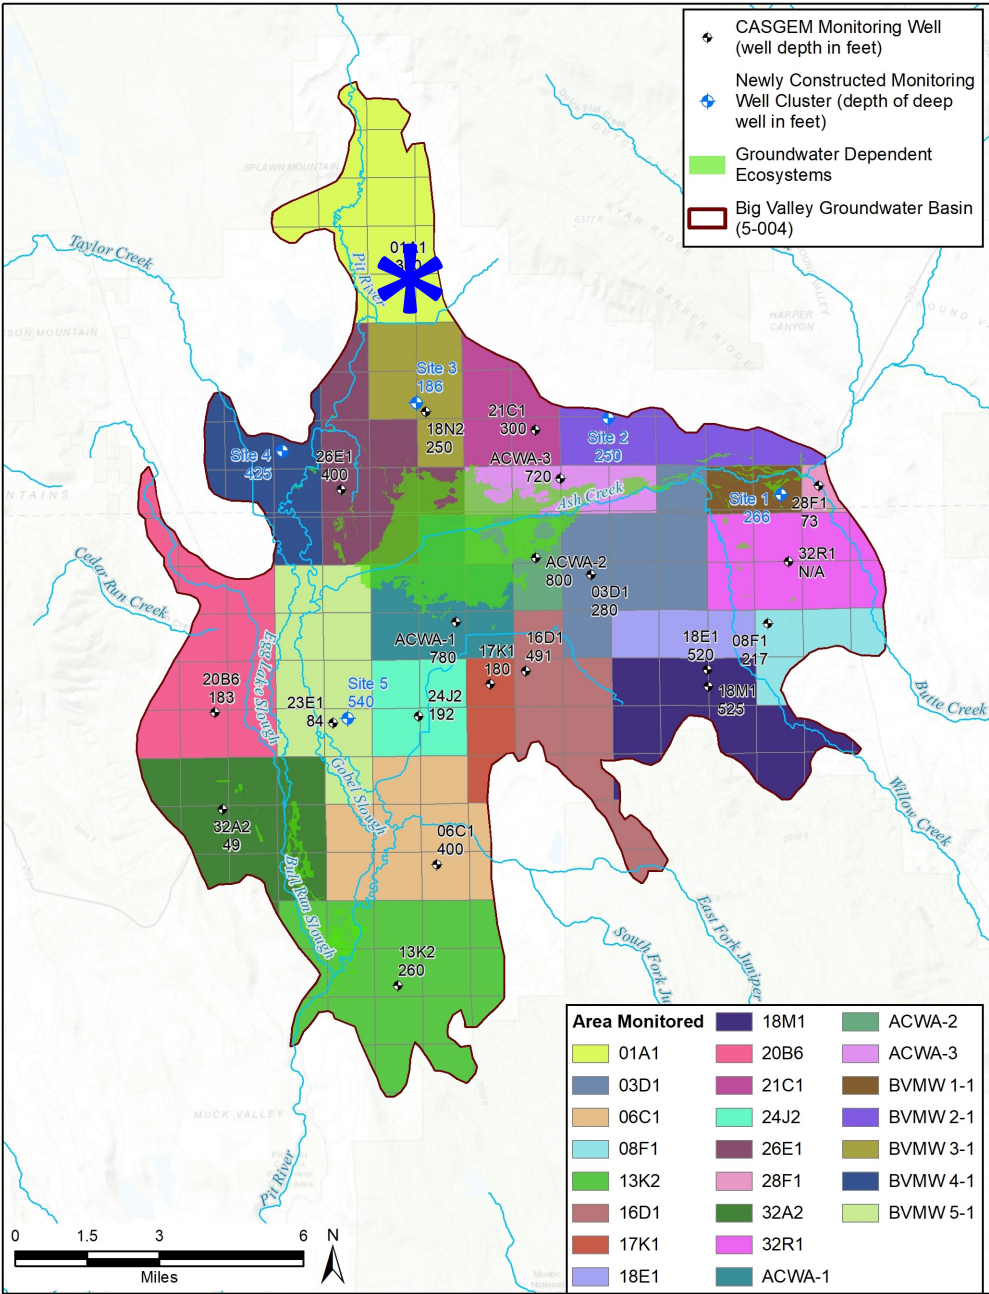 CASGEM Monitoring Well
(well depth in feet)
Newly Constructed Monitoring
Well Cluster (depth of deep
well in feet)
Groundwater Dependent
Ecosystems
Big Valley Groundwater Basin
(5-004)
SPLAWN MOUNTAIN
6377 ft
Taylor Creek
01A1
Pit River
HARPER
CANYON
Site 3
186
18N2
250
21C1
300
Site 2
250
Site 4
425
26E1
400
ACWA-3
720
Ash Creek
Site 1
266
28F1
73
32R1
N/A
ACWA-2
800
03D1
280
Cedar Run Creek
ACWA-1
780
16D1
491
17K1
180
18E1
520
08F1
217
18M1
525
Egg Lake Slough
20B6
183
23E1
84
Site 5
540
24J2
192
Butte Creek
Gobel Slough
Willow Creek
32A2
49
06C1
400
Bull Run Slough
East Fork Juniper
South Fork Ju
13K2
260
MUCK VALLEY
Pit River
0 1.5 3 6
Miles
N
Area Monitored
01A1
03D1
06C1
08F1
13K2
16D1
17K1
18E1
18M1
20B6
21C1
24J2
26E1
28F1
32A2
32R1
ACWA-1
ACWA-2
ACWA-3
BVMW 1-1
BVMW 2-1
BVMW 3-1
BVMW 4-1
BVMW 5-1